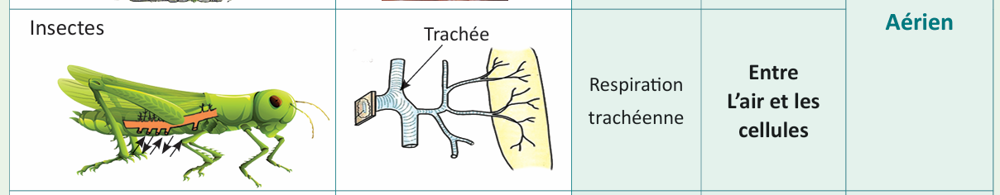 Insectes
Trachée
Respiration
trachéenne
Entre
L'air et les
cellules
Aérien